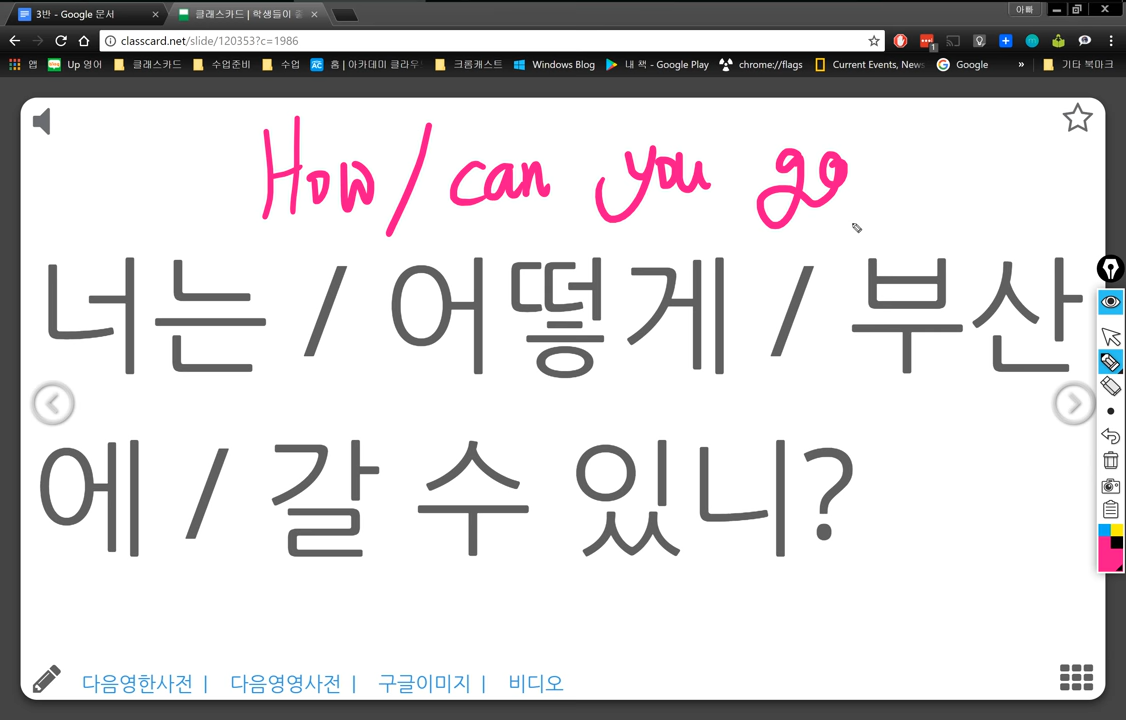 3반 - Google 문서
클래스카드 | 학생들이 좋
아빠
classcard.net/slide/120353?c=1986
1
앱 Up 영어 클래스카드 수업준비 수업 홈 | 아카데미 클라우 크롬캐스트 Windows Blog 내 책 - Google Play chrome://flags Current Events, News Google » 기타 북마크
How / can you go
너는 / 어떻게 / 부산
에 / 갈 수 있니?
다음영한사전 | 다음영영사전 | 구글이미지 | 비디오